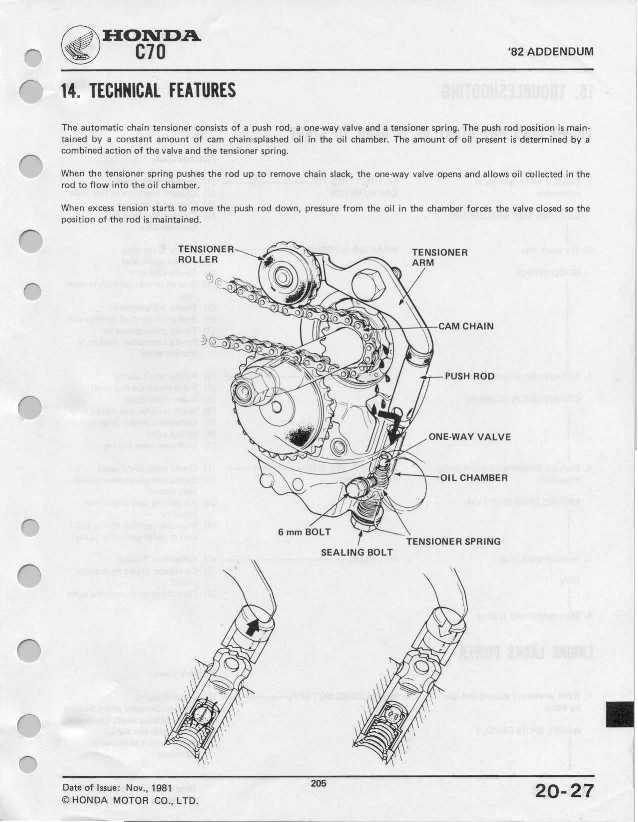 HONDA
C70
'82 ADDENDUM
14. TECHNICAL FEATURES
The automatic chain tensioner consists of a push rod, a one-way valve and a tensioner spring. The push rod position is main-
tained by a constant amount of cam chain-splashed oil in the oil chamber. The amount of oil present is determined by a
combined action of the valve and the tensioner spring.
When the tensioner spring pushes the rod up to remove chain slack, the one-way valve opens and allows oil collected in the
rod to flow into the oil chamber.
When excess tension starts to move the push rod down, pressure from the oil in the chamber forces the valve closed so the
position of the rod is maintained.
TENSIONER
ROLLER
TENSIONER
ARM
CAM CHAIN
PUSH ROD
ONE-WAY VALVE
OIL CHAMBER
6 mm BOLT
TENSIONER SPRING
SEALING BOLT
Date of Issue: Nov., 1981
© HONDA MOTOR CO., LTD.
205
20-27